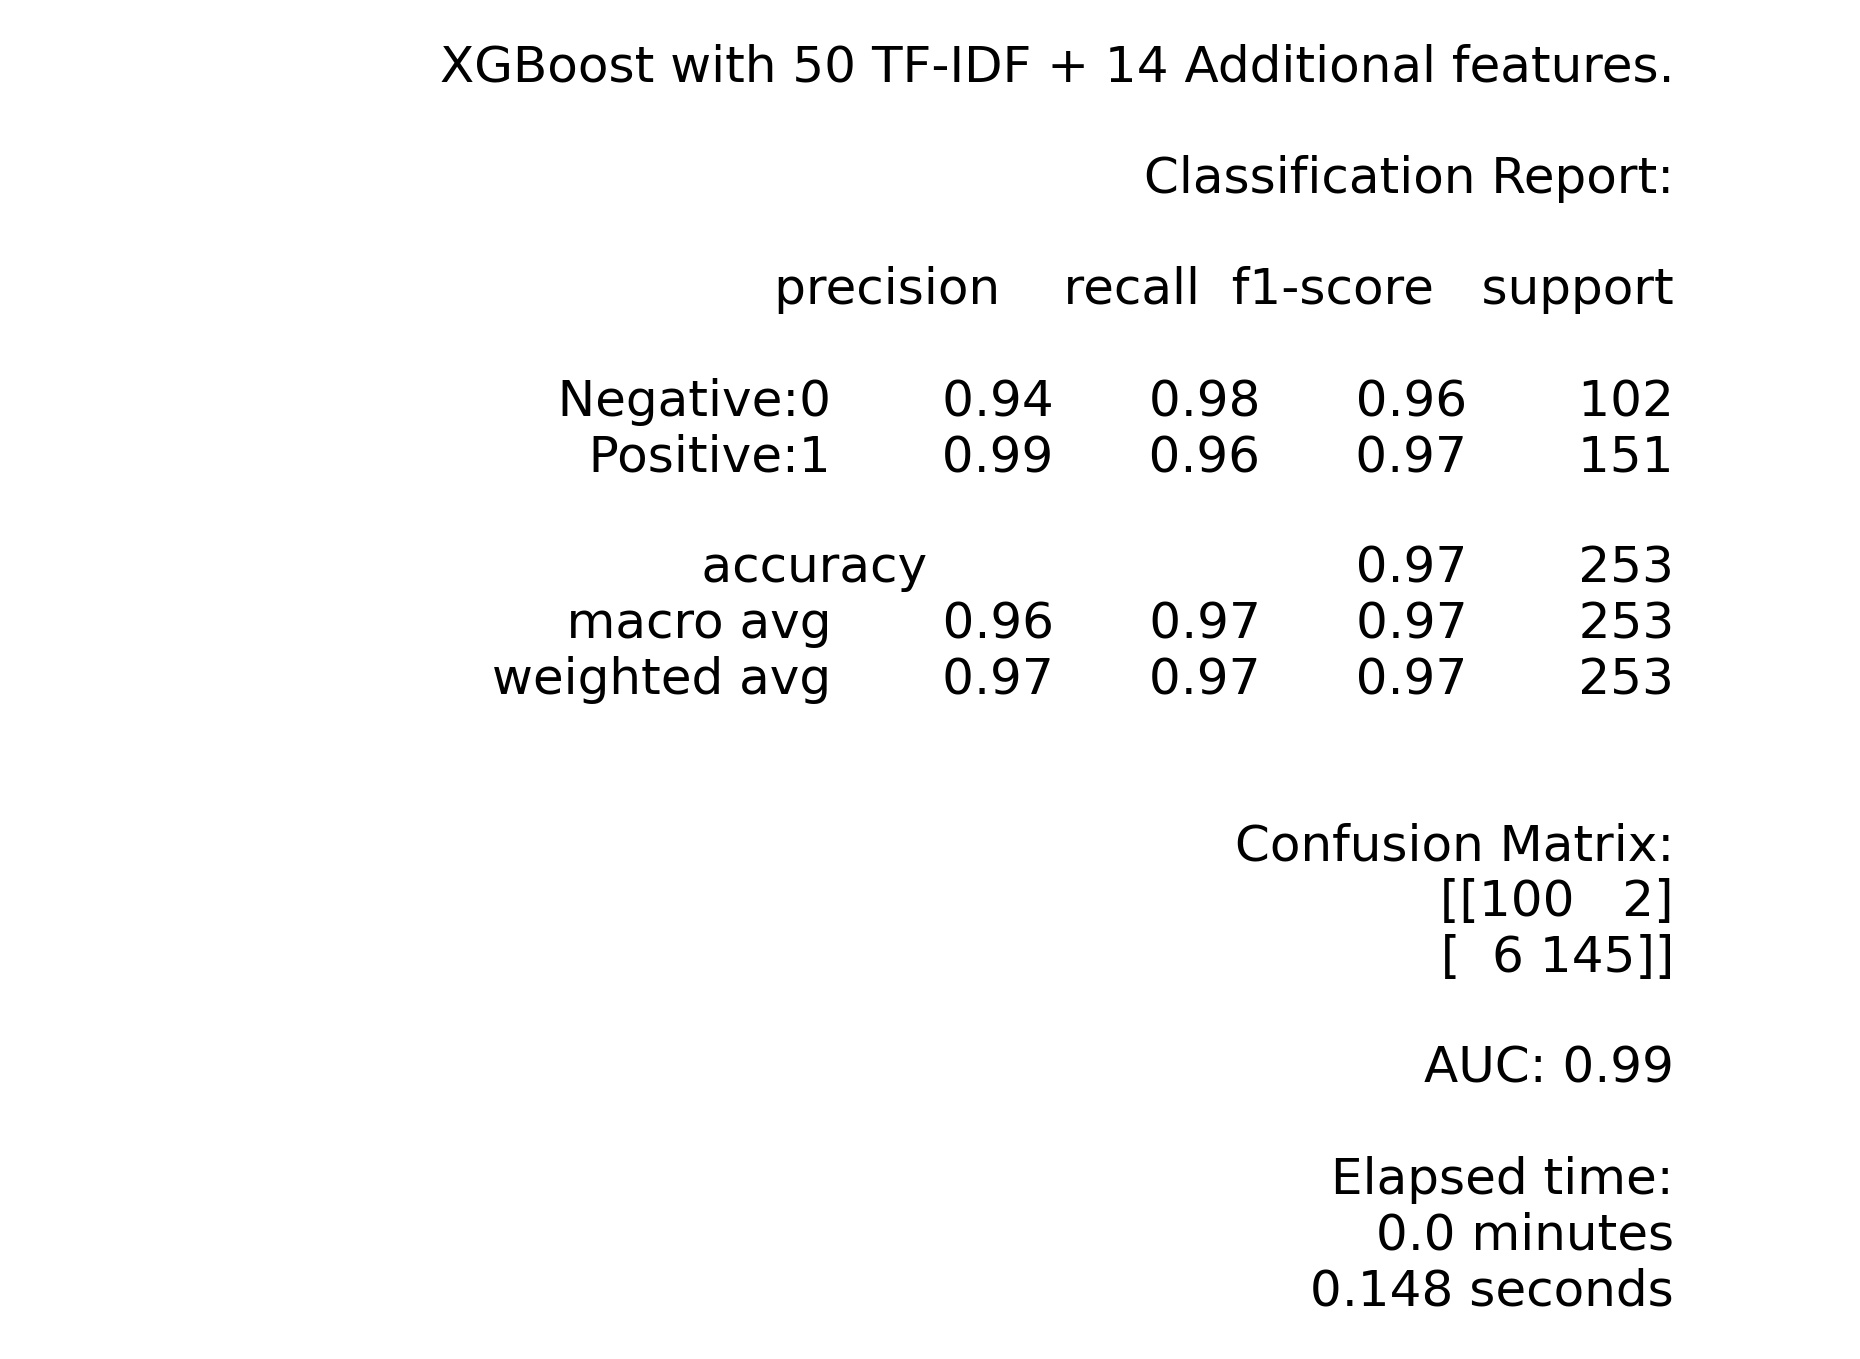 XGBoost with 50 TF-IDF + 14 Additional features.
Classification Report:
precision    recall  f1-score   support
Negative:0       0.94      0.98      0.96       102
Positive:1       0.99      0.96      0.97       151
accuracy                           0.97       253
macro avg       0.96      0.97      0.97       253
weighted avg       0.97      0.97      0.97       253
Confusion Matrix:
[[100   2]
[  6 145]]
AUC: 0.99
Elapsed time:
0.0 minutes
0.148 seconds